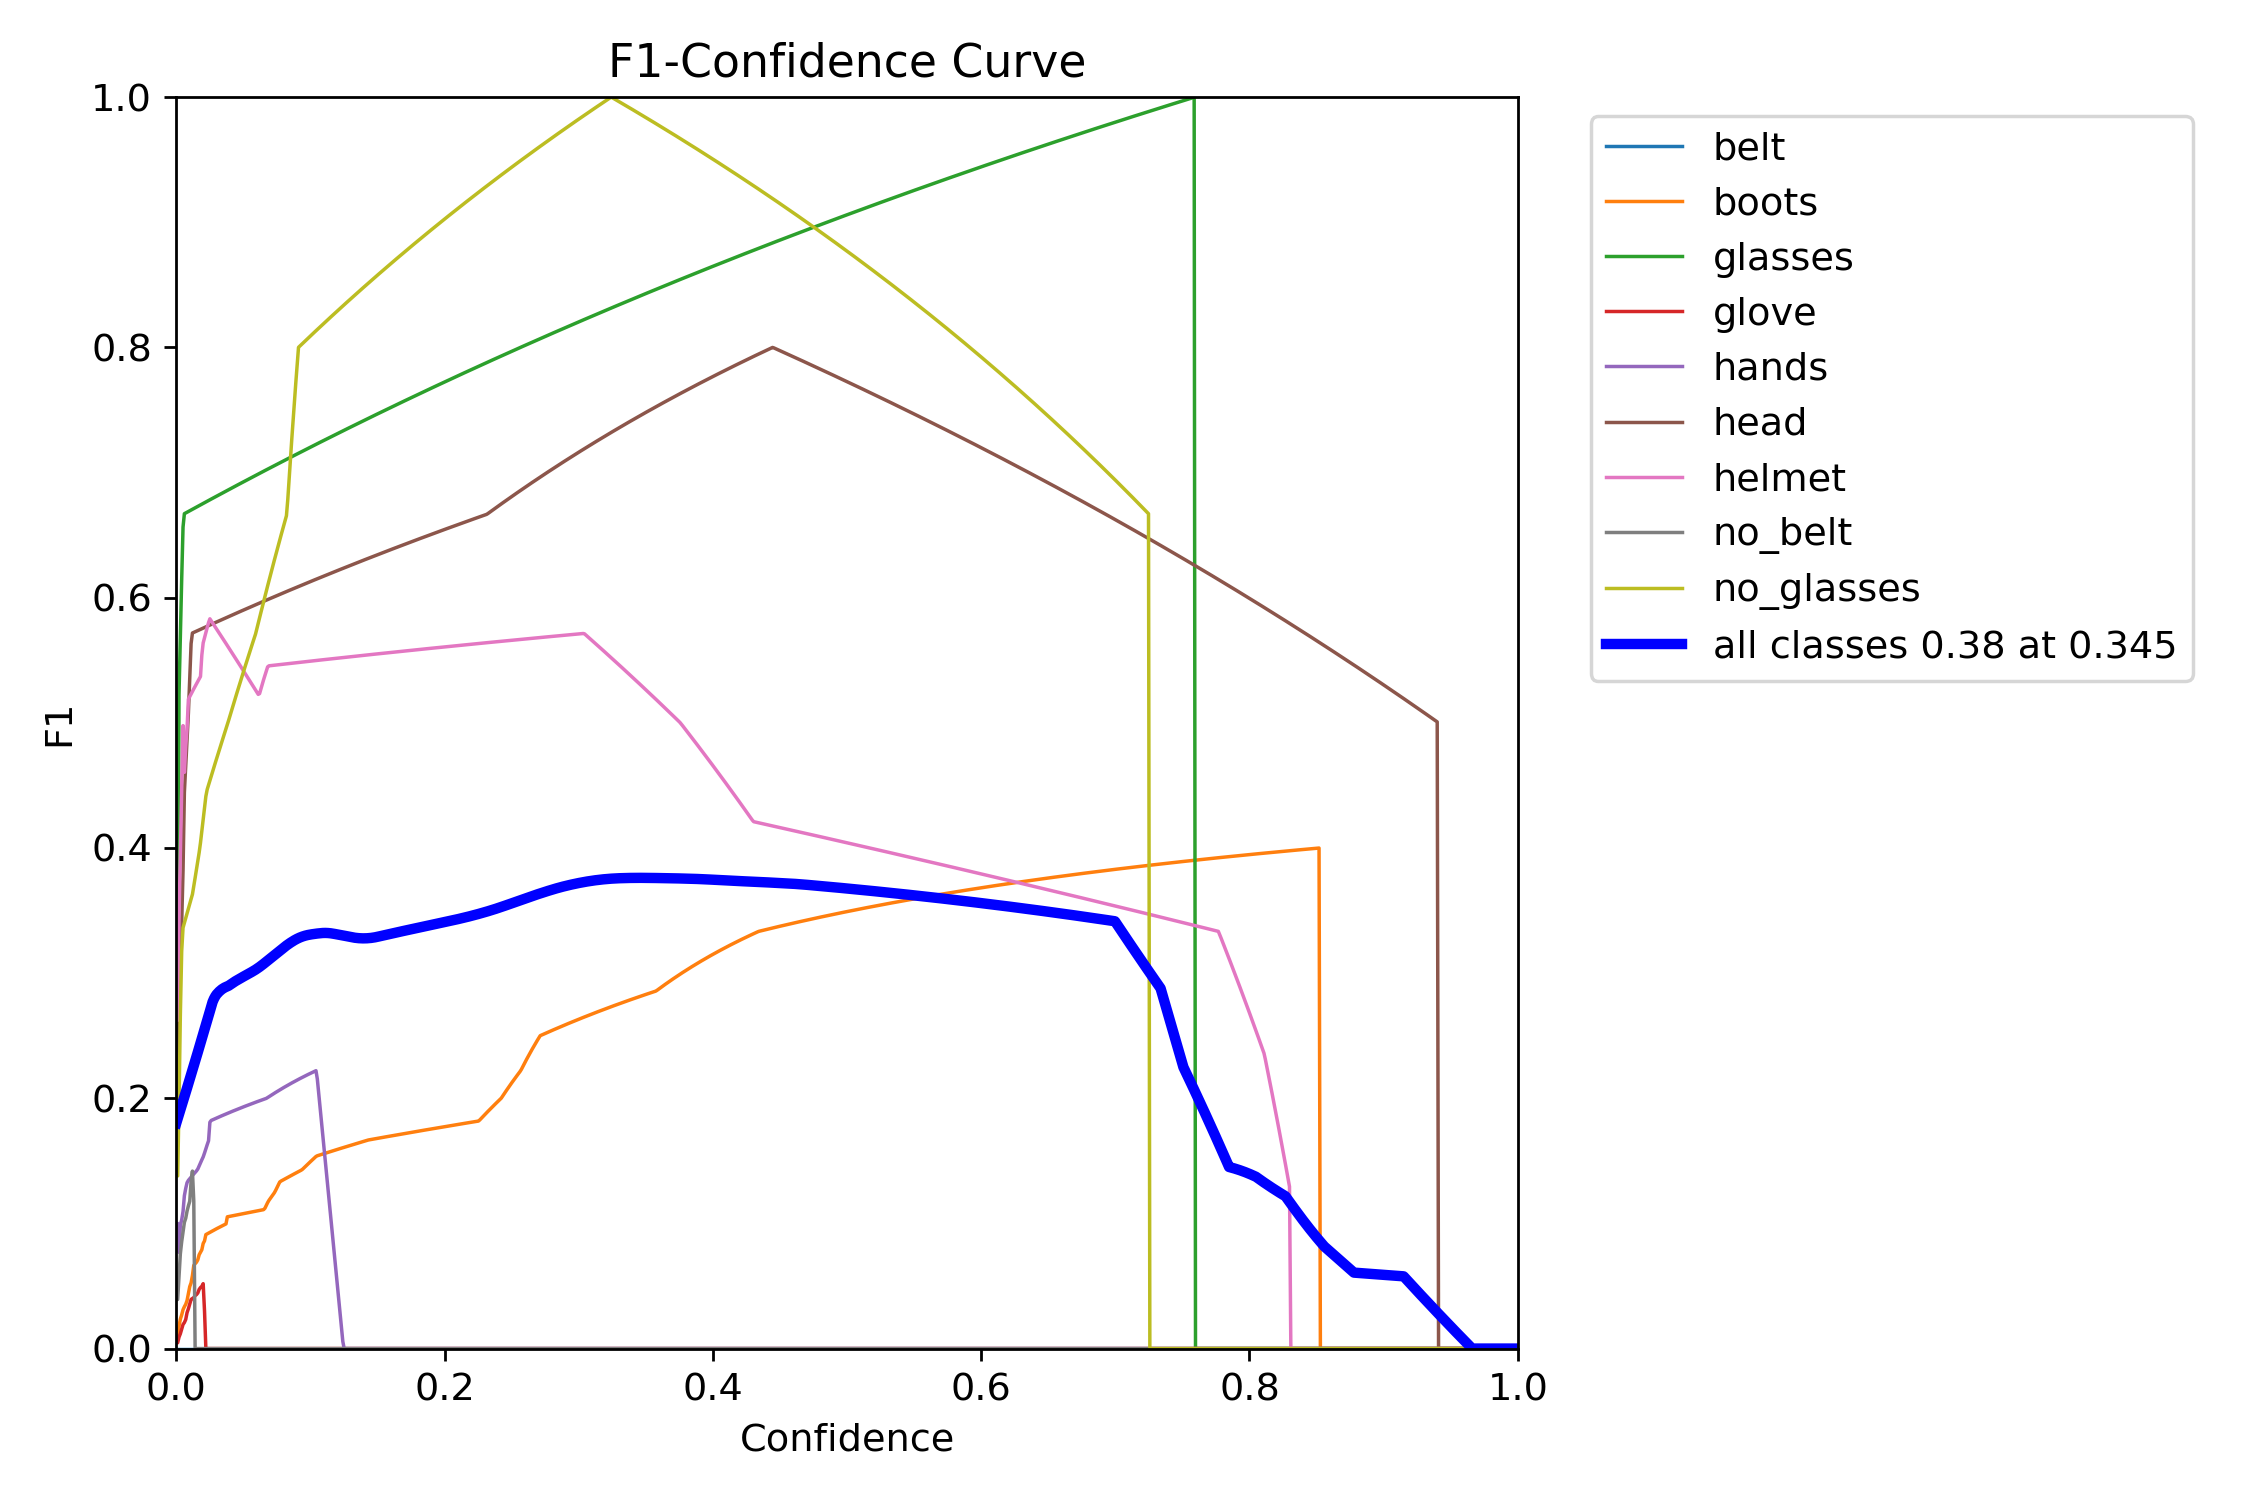 F1-Confidence Curve
1.0
0.8
0.6
0.4
0.2
0.0
F1
0.0 0.2 0.4 0.6 0.8 1.0
Confidence
belt
boots
glasses
glove
hands
head
helmet
no_belt
no_glasses
all classes 0.38 at 0.345